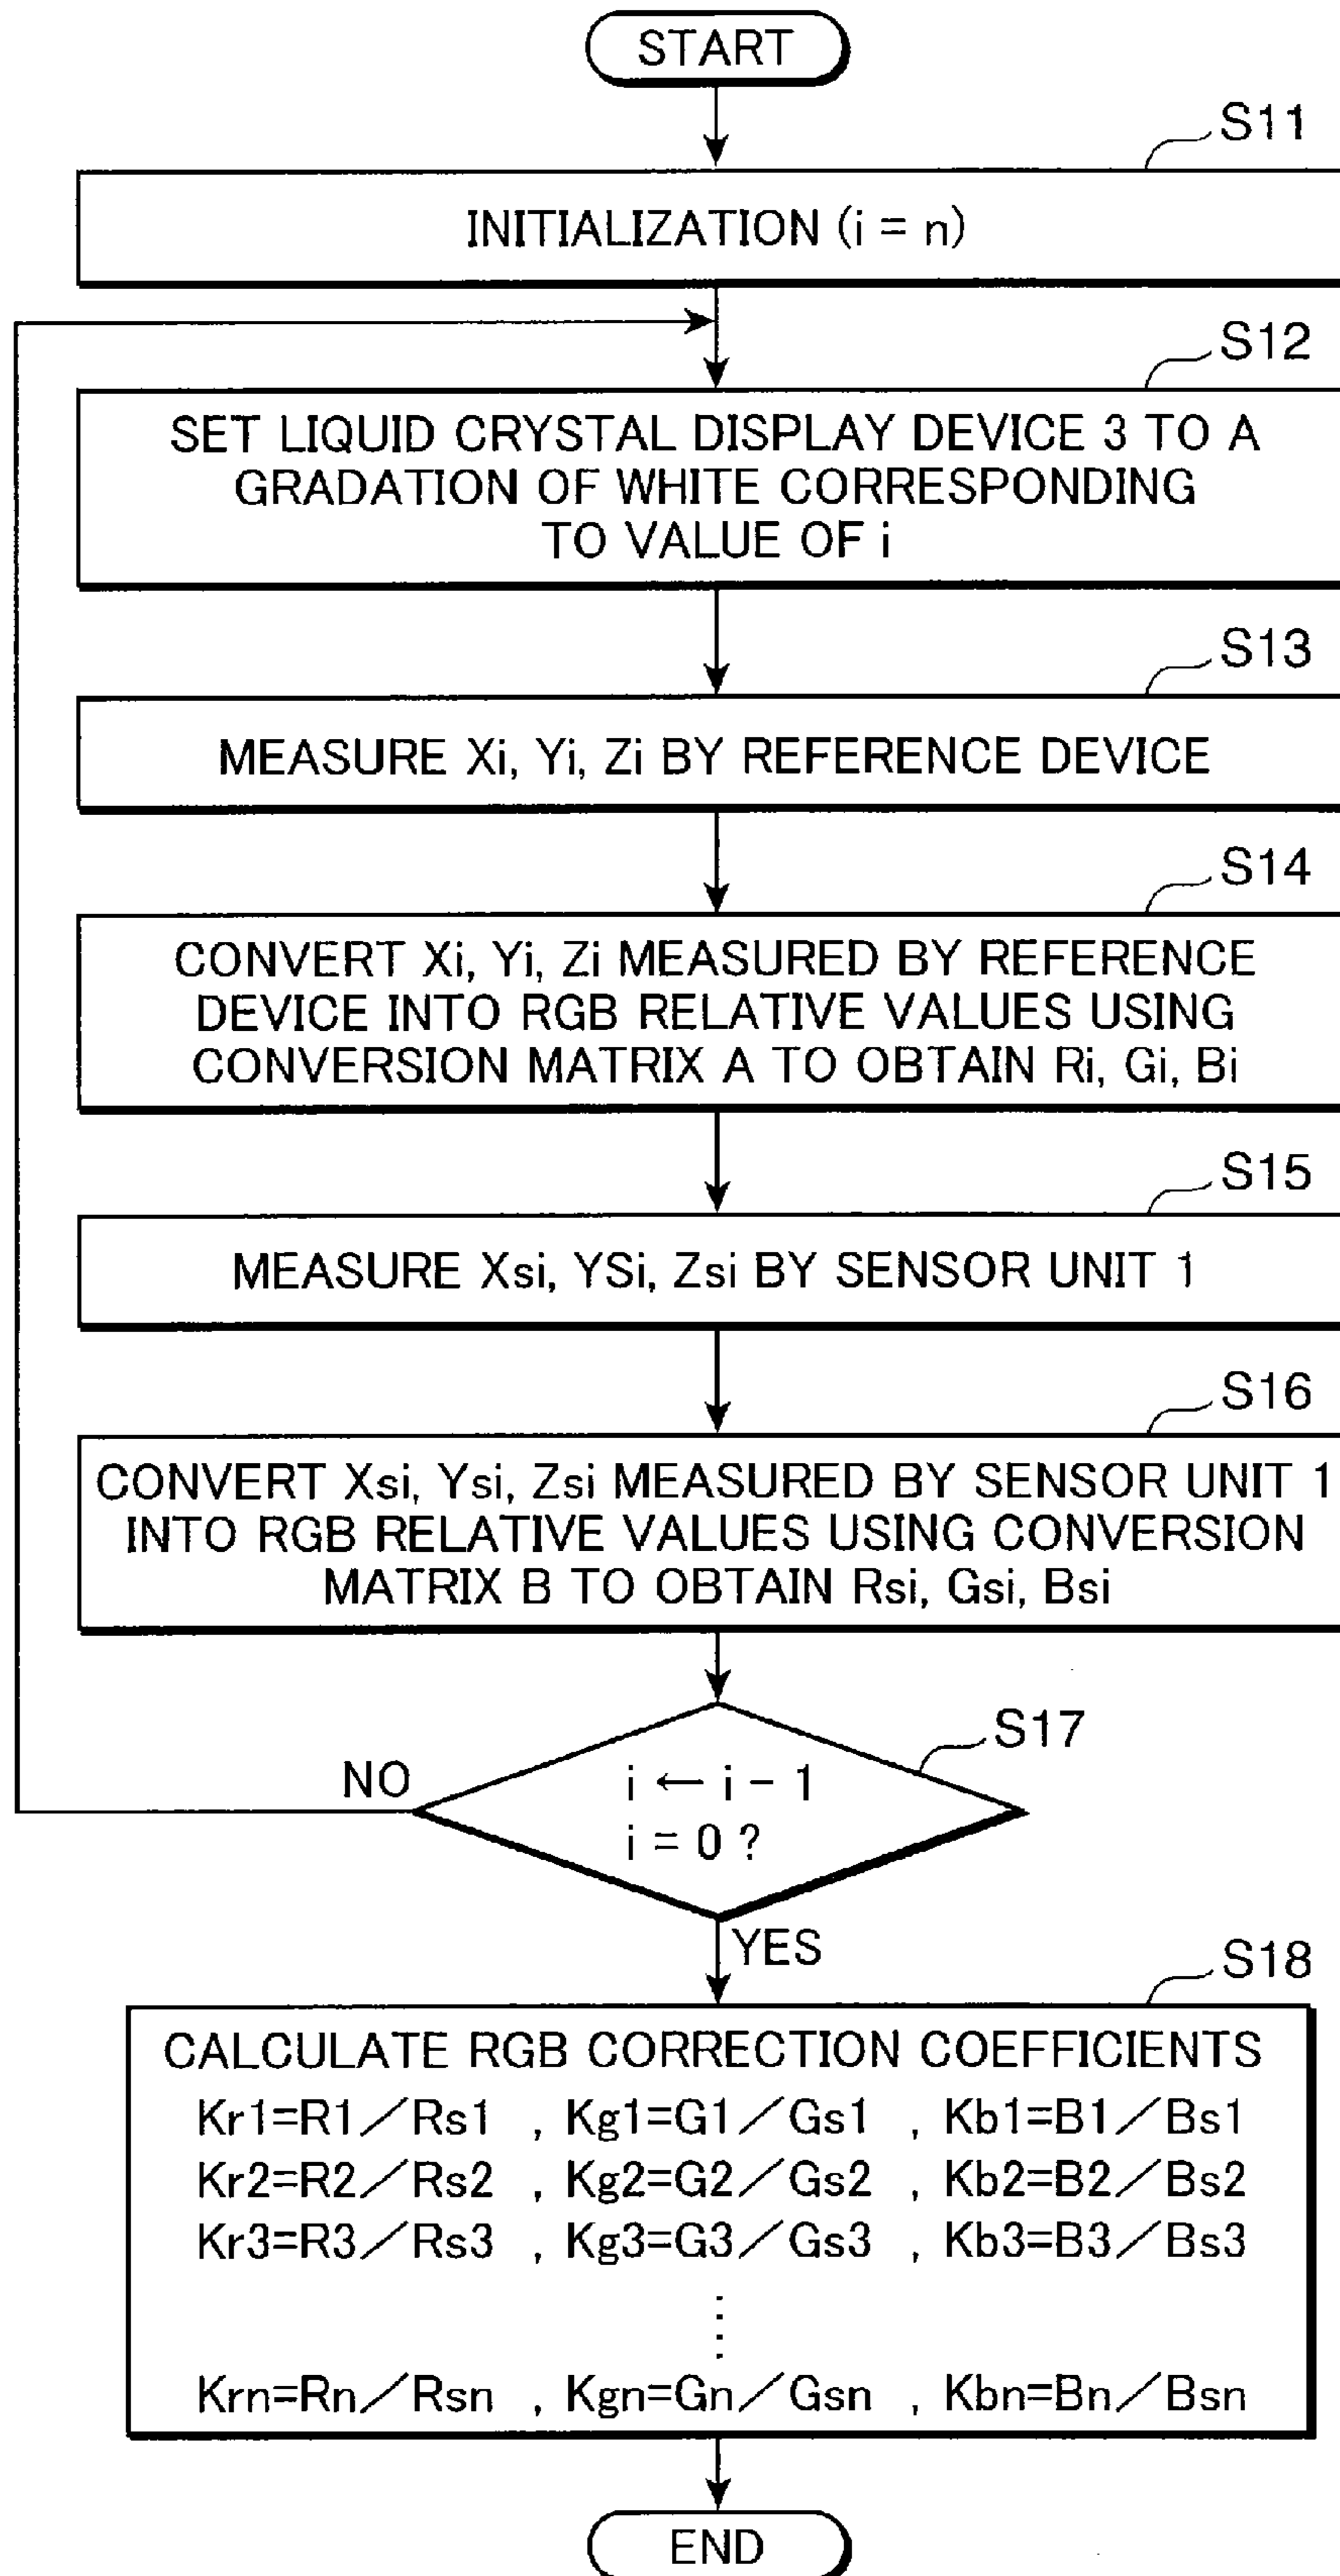 START
S11
INITIALIZATION (i = n)
S12
SET LIQUID CRYSTAL DISPLAY DEVICE 3 TO A
GRADATION OF WHITE CORRESPONDING
TO VALUE OF i
S13
MEASURE Xi, Yi, Zi BY REFERENCE DEVICE
S14
CONVERT Xi, Yi, Zi MEASURED BY REFERENCE
DEVICE INTO RGB RELATIVE VALUES USING
CONVERSION MATRIX A TO OBTAIN Ri, Gi, Bi
S15
MEASURE Xsi, YSi, Zsi BY SENSOR UNIT 1
S16
CONVERT Xsi, Ysi, Zsi MEASURED BY SENSOR UNIT 1
INTO RGB RELATIVE VALUES USING CONVERSION
MATRIX B TO OBTAIN Rsi, Gsi, Bsi
S17
NO
i ← i - 1
i = 0 ?
YES
S18
CALCULATE RGB CORRECTION COEFFICIENTS
Kr1=R1／Rs1 , Kg1=G1／Gs1 , Kb1=B1／Bs1
Kr2=R2／Rs2 , Kg2=G2／Gs2 , Kb2=B2／Bs2
Kr3=R3／Rs3 , Kg3=G3／Gs3 , Kb3=B3／Bs3
⋮
Krn=Rn／Rsn , Kgn=Gn／Gsn , Kbn=Bn／Bsn
END